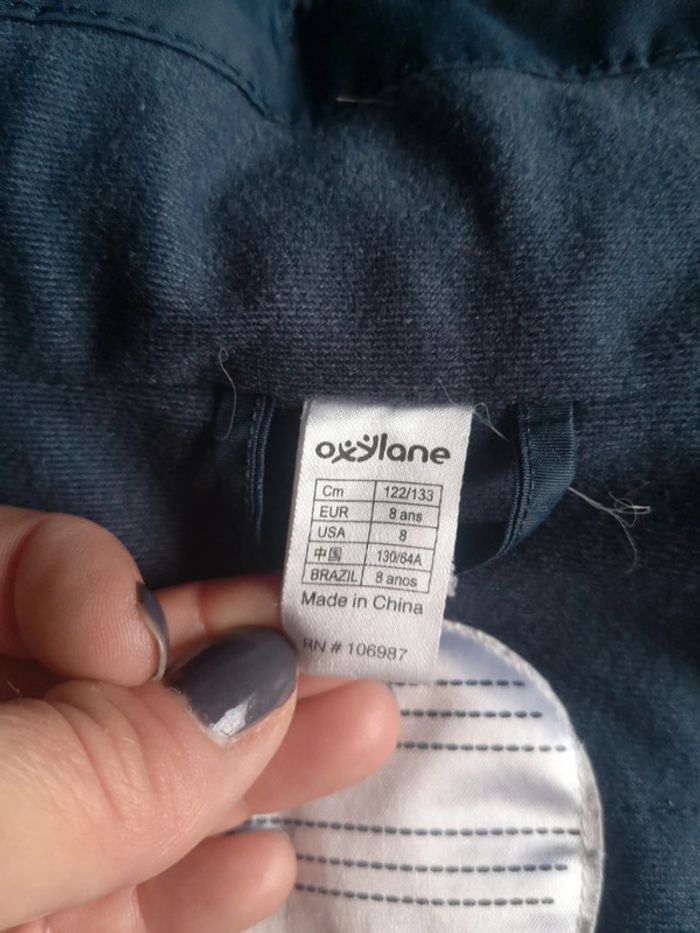 oxylane
Cm 122/133
EUR 8 ans
USA 8
中国 130/64A
BRAZIL 8 anos
Made in China
RN # 106987